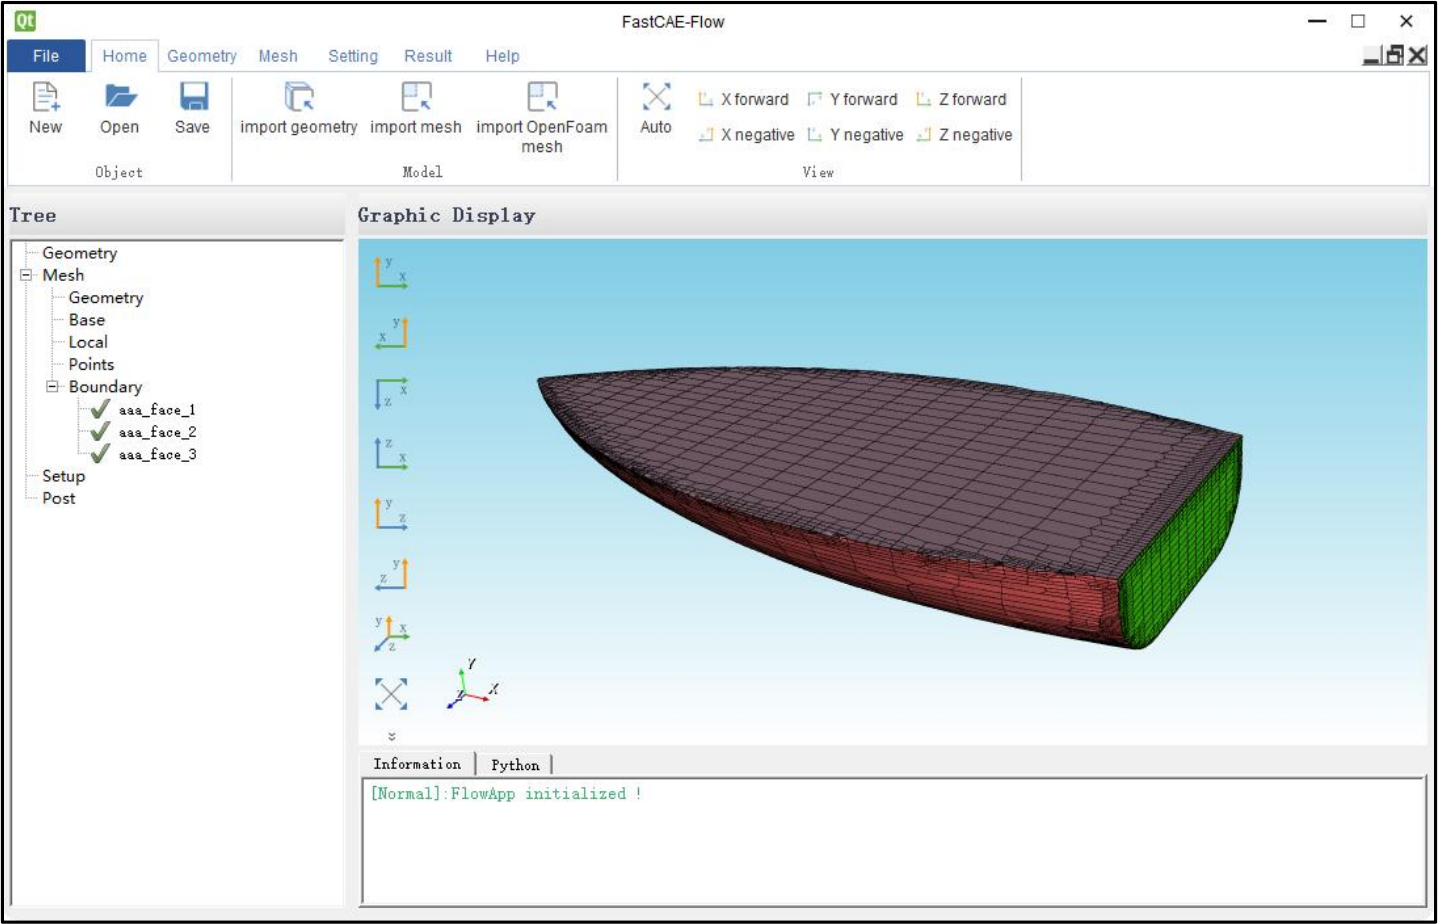 Qt FastCAE-Flow
File Home Geometry Mesh Setting Result Help
New Open Save import geometry import mesh import OpenFoam mesh Auto
X forward Y forward Z forward
X negative Y negative Z negative
Object Model View
Tree
Geometry
Mesh
Geometry
Base
Local
Points
Boundary
aaa_face_1
aaa_face_2
aaa_face_3
Setup
Post
Graphic Display
y x
y x
x z
z x
y z
y z
y x z
Y X Z
Information Python
[Normal]:FlowApp initialized !